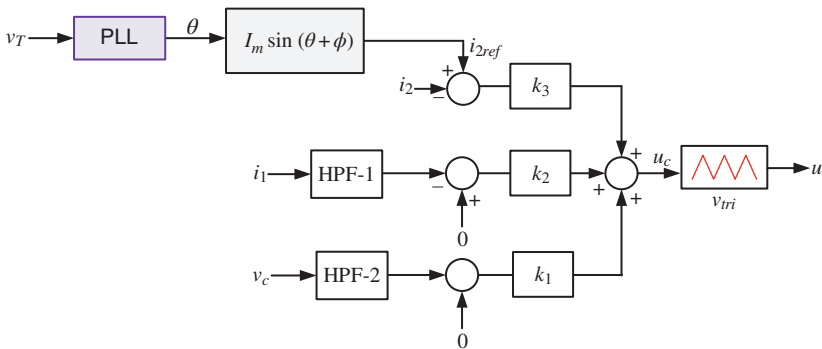 v_T
PLL
θ
I_m sin (θ + ϕ)
i_2ref
+
i_2
−
k_3
+
i_1
HPF-1
−
+
0
k_2
+
+
u_c
v_tri
u
v_c
HPF-2
0
k_1